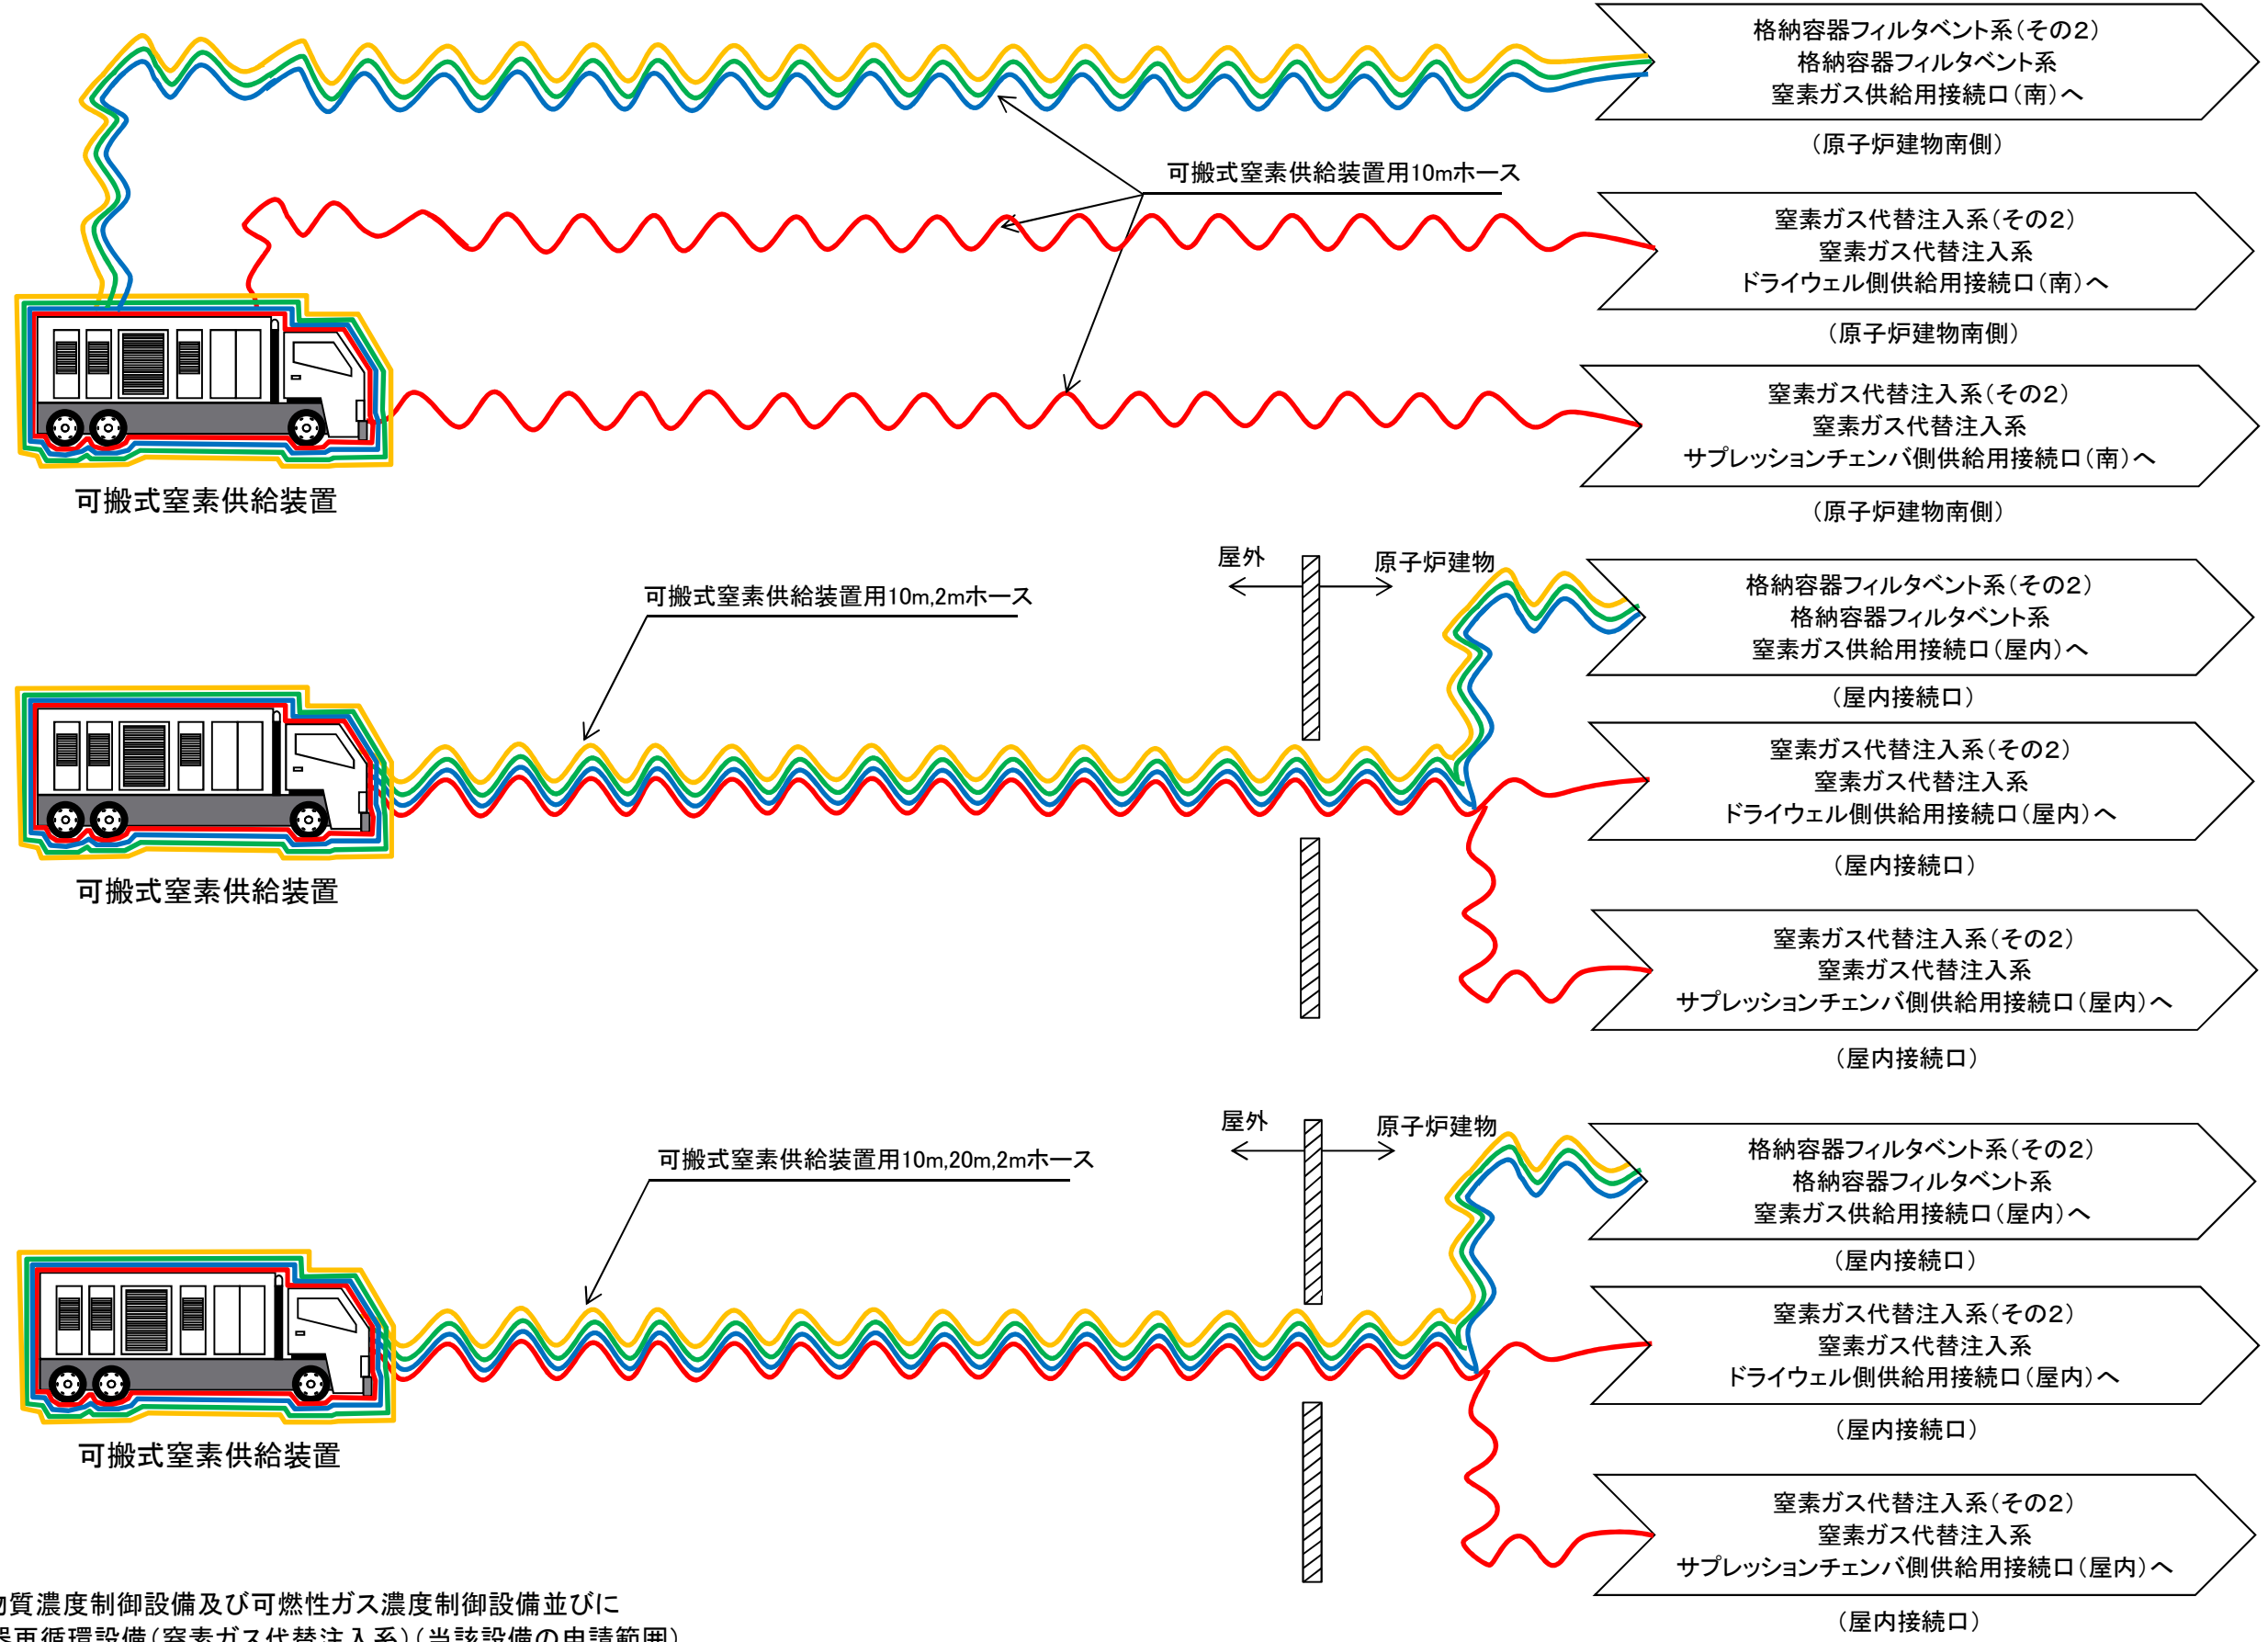 格納容器フィルタベント系(その2)
格納容器フィルタベント系
窒素ガス供給用接続口(南)へ
(原子炉建物南側)
可搬式窒素供給装置用10mホース
窒素ガス代替注入系(その2)
窒素ガス代替注入系
ドライウェル側供給用接続口(南)へ
(原子炉建物南側)
窒素ガス代替注入系(その2)
窒素ガス代替注入系
サプレッションチェンバ側供給用接続口(南)へ
(原子炉建物南側)
可搬式窒素供給装置
屋外
原子炉建物
可搬式窒素供給装置用10m,2mホース
格納容器フィルタベント系(その2)
格納容器フィルタベント系
窒素ガス供給用接続口(屋内)へ
(屋内接続口)
窒素ガス代替注入系(その2)
窒素ガス代替注入系
ドライウェル側供給用接続口(屋内)へ
(屋内接続口)
可搬式窒素供給装置
窒素ガス代替注入系(その2)
窒素ガス代替注入系
サプレッションチェンバ側供給用接続口(屋内)へ
(屋内接続口)
屋外
原子炉建物
可搬式窒素供給装置用10m,20m,2mホース
格納容器フィルタベント系(その2)
格納容器フィルタベント系
窒素ガス供給用接続口(屋内)へ
(屋内接続口)
窒素ガス代替注入系(その2)
窒素ガス代替注入系
ドライウェル側供給用接続口(屋内)へ
(屋内接続口)
可搬式窒素供給装置
窒素ガス代替注入系(その2)
窒素ガス代替注入系
サプレッションチェンバ側供給用接続口(屋内)へ
(屋内接続口)
物質濃度制御設備及び可燃性ガス濃度制御設備並びに
器再循環設備(窒素ガス代替注入系)(当該設備の申請範囲)